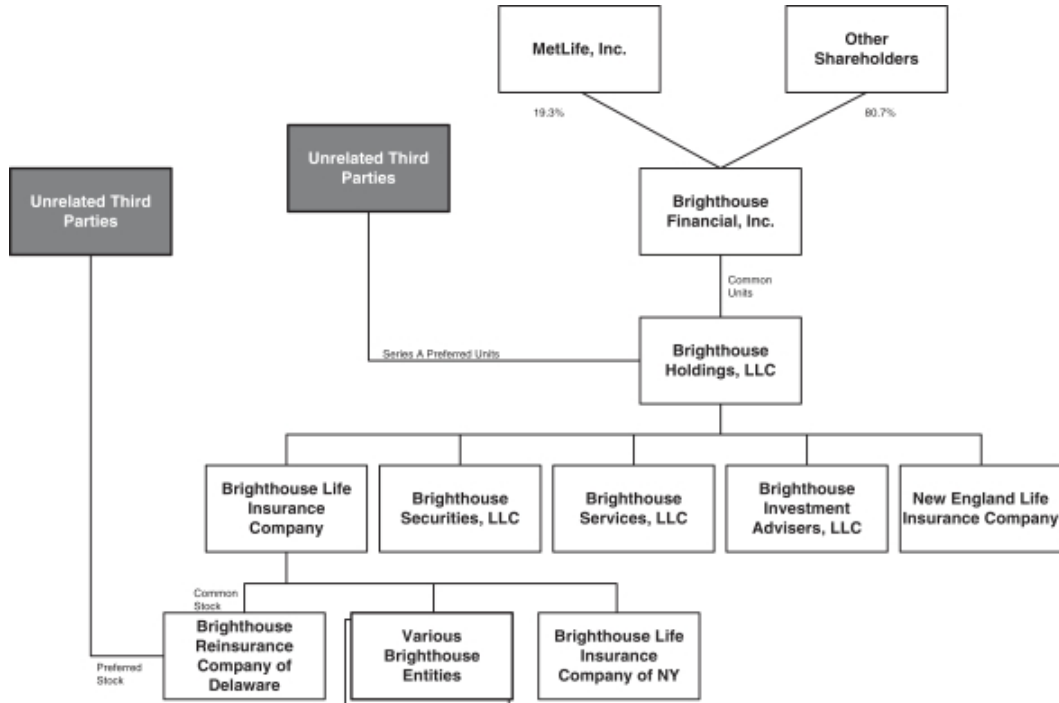 MetLife, Inc.
Other
Shareholders
19.3%
80.7%
Unrelated Third
Parties
Unrelated Third
Parties
Brighthouse
Financial, Inc.
Common
Units
Series A Preferred Units
Brighthouse
Holdings, LLC
Brighthouse Life
Insurance
Company
Brighthouse
Securities, LLC
Brighthouse
Services, LLC
Brighthouse
Investment
Advisers, LLC
New England Life
Insurance Company
Common
Stock
Preferred
Stock
Brighthouse
Reinsurance
Company of
Delaware
Various
Brighthouse
Entities
Brighthouse Life
Insurance
Company of NY